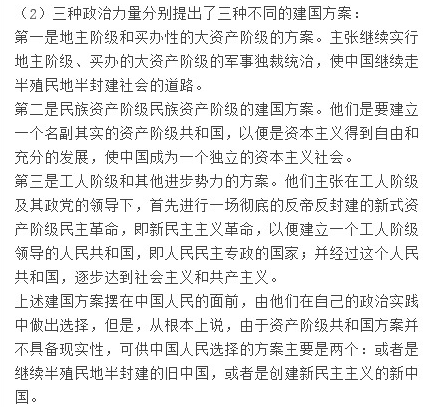 （2）三种政治力量分别提出了三种不同的建国方案：
第一是地主阶级和买办性的大资产阶级的方案。主张继续实行
地主阶级、买办的大资产阶级的军事独裁统治，使中国继续走
半殖民地半封建社会的道路。
第二是民族资产阶级民族资产阶级的建国方案。他们是要建立
一个名副其实的资产阶级共和国，以便是资本主义得到自由和
充分的发展，使中国成为一个独立的资本主义社会。
第三是工人阶级和其他进步势力的方案。他们主张在工人阶级
及其政党的领导下，首先进行一场彻底的反帝反封建的新式资
产阶级民主革命，即新民主主义革命，以便建立一个工人阶级
领导的人民共和国，即人民民主专政的国家；并经过这个人民
共和国，逐步达到社会主义和共产主义。
上述建国方案摆在中国人民的面前，由他们在自己的政治实践
中做出选择，但是，从根本上说，由于资产阶级共和国方案并
不具备现实性，可供中国人民选择的方案主要是两个：或者是
继续半殖民地半封建的旧中国，或者是创建新民主主义的新中
国。